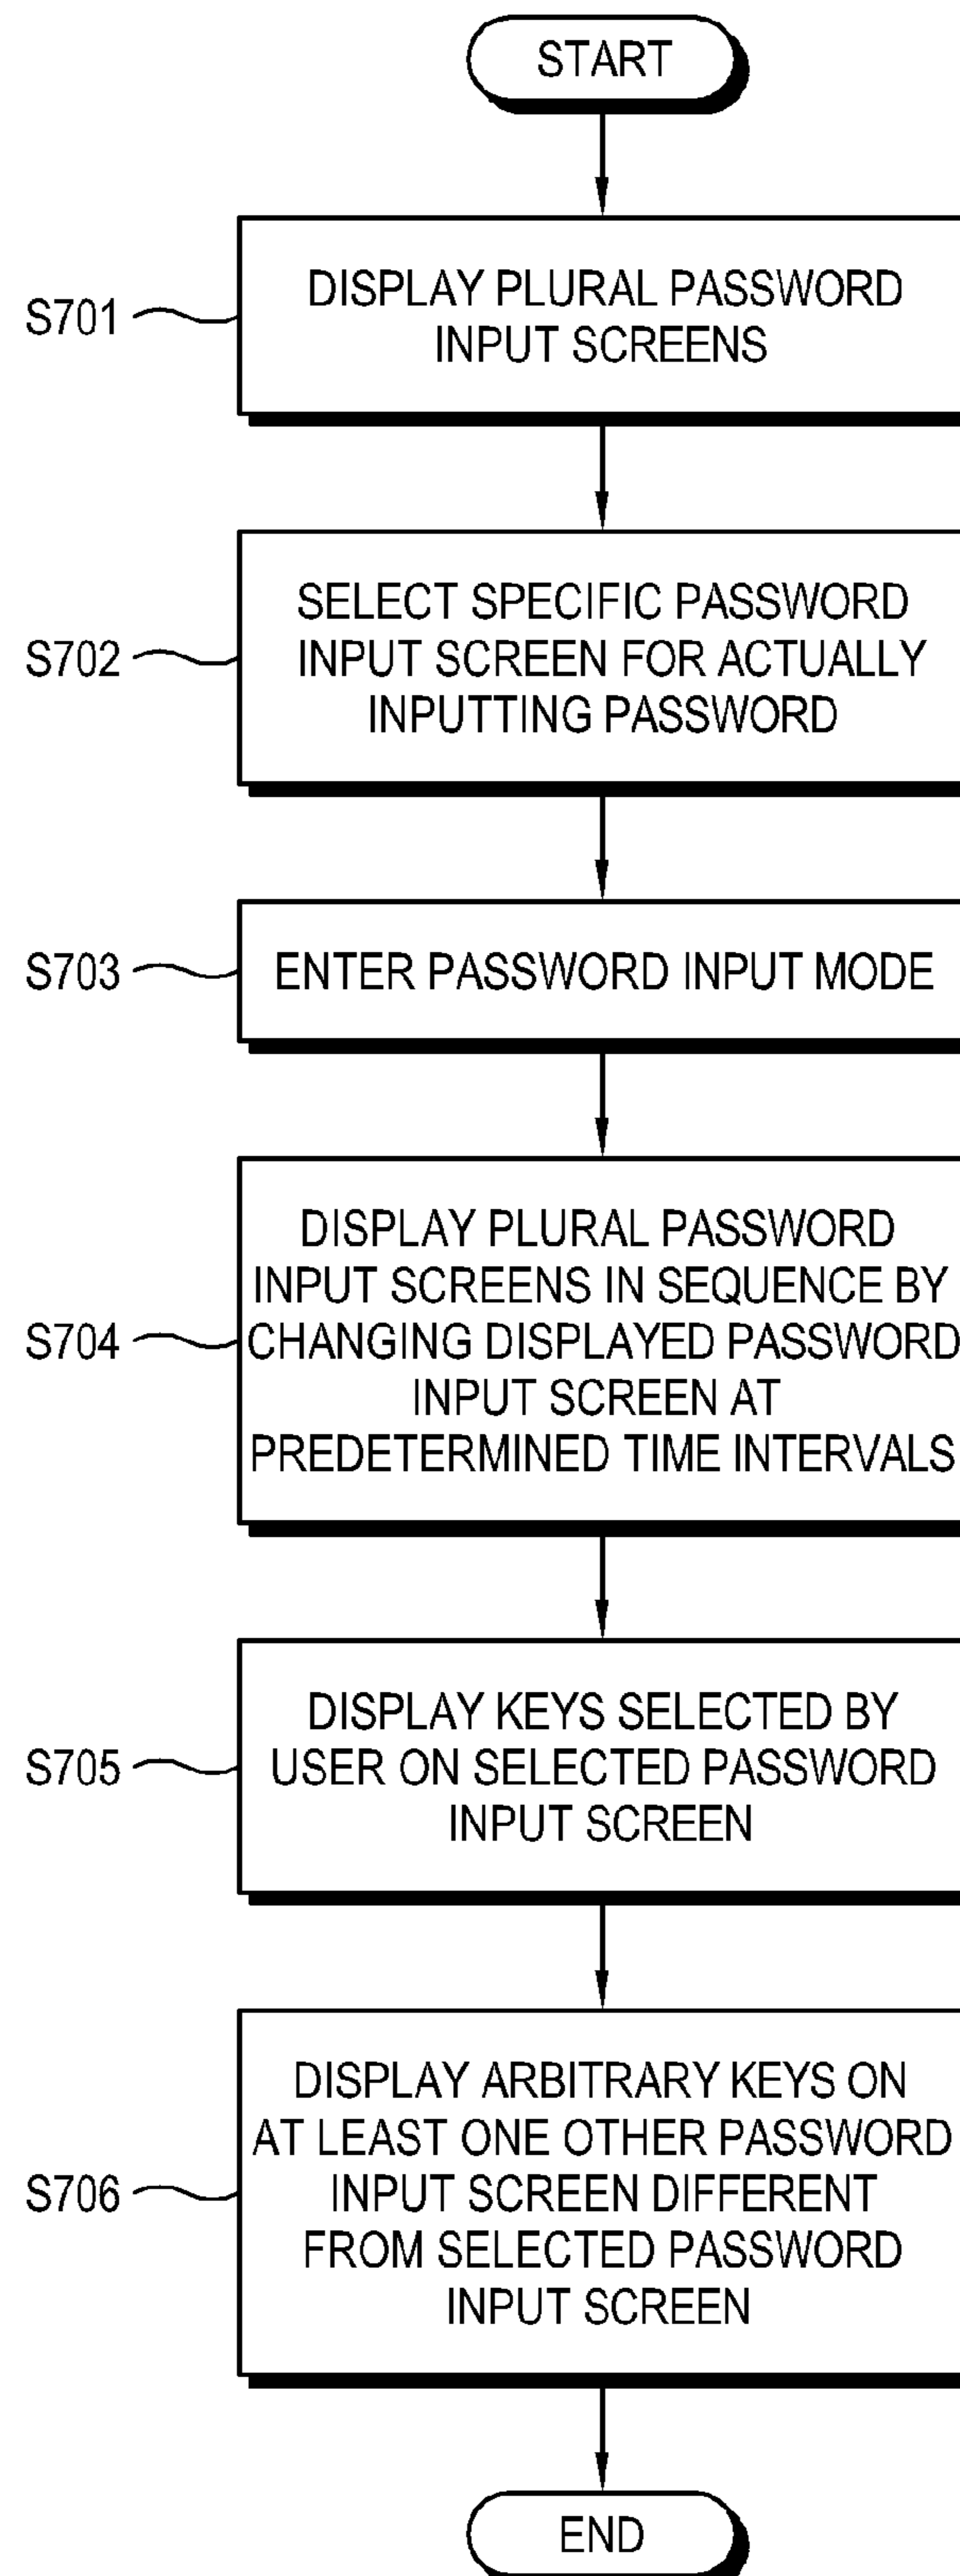 START
S701
DISPLAY PLURAL PASSWORD
INPUT SCREENS
S702
SELECT SPECIFIC PASSWORD
INPUT SCREEN FOR ACTUALLY
INPUTTING PASSWORD
S703
ENTER PASSWORD INPUT MODE
S704
DISPLAY PLURAL PASSWORD
INPUT SCREENS IN SEQUENCE BY
CHANGING DISPLAYED PASSWORD
INPUT SCREEN AT
PREDETERMINED TIME INTERVALS
S705
DISPLAY KEYS SELECTED BY
USER ON SELECTED PASSWORD
INPUT SCREEN
S706
DISPLAY ARBITRARY KEYS ON
AT LEAST ONE OTHER PASSWORD
INPUT SCREEN DIFFERENT
FROM SELECTED PASSWORD
INPUT SCREEN
END